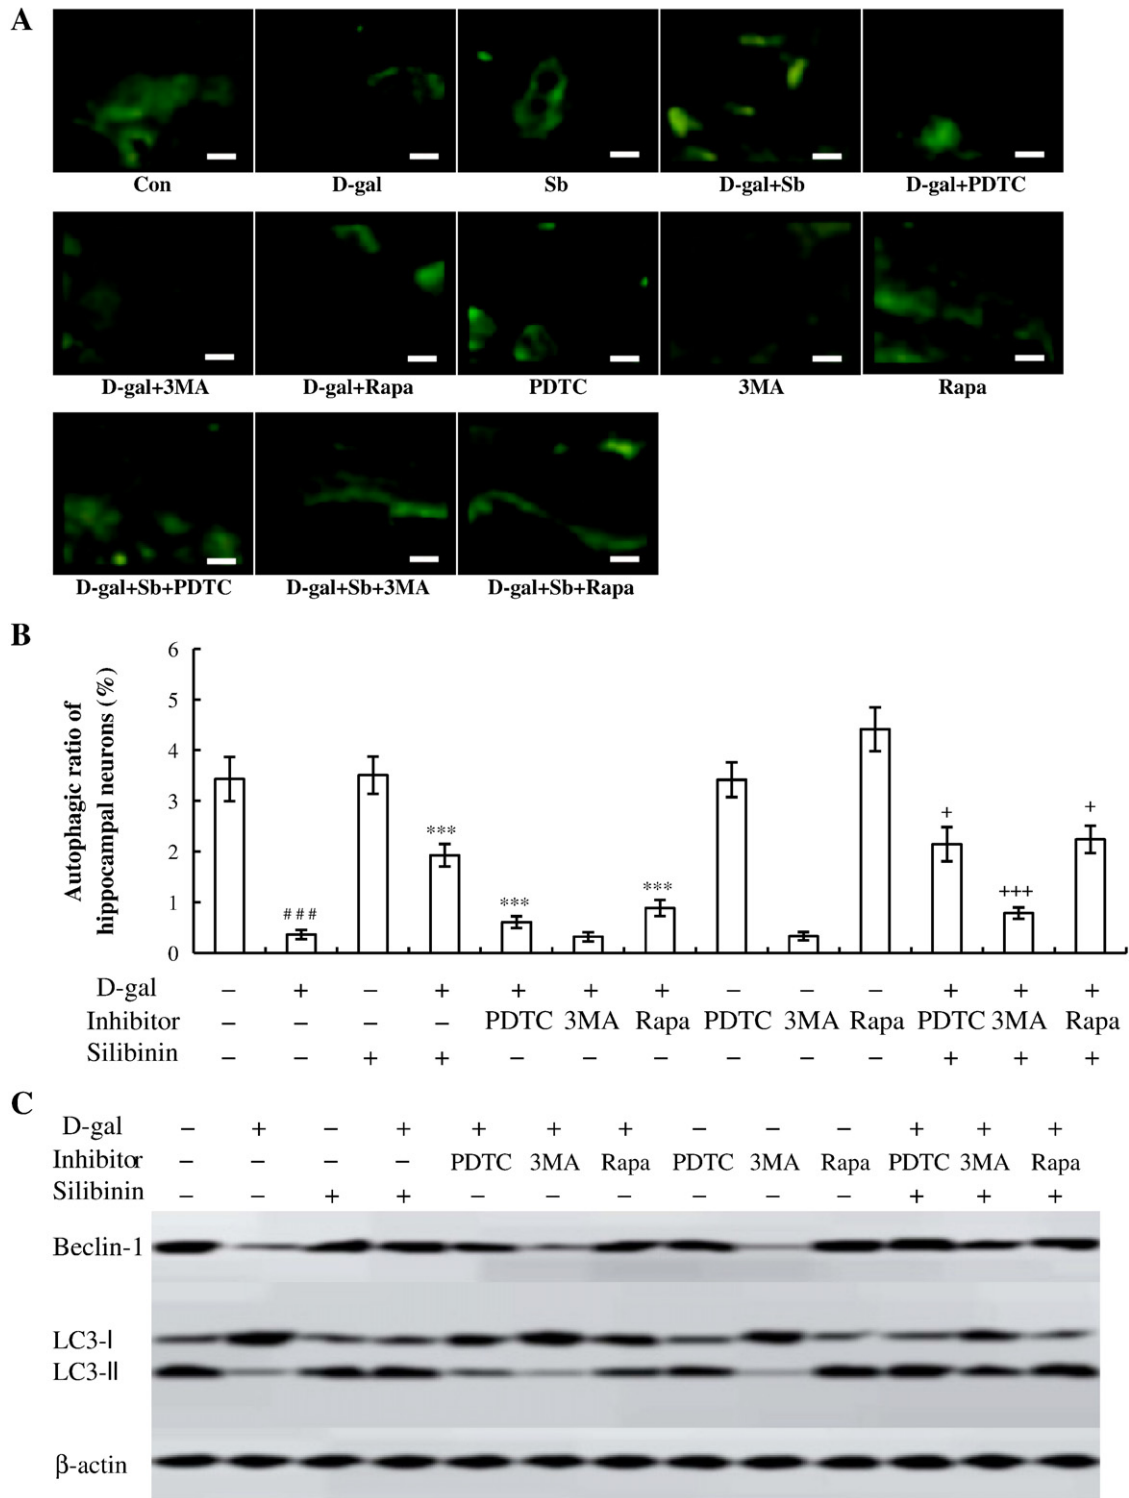 A
Con D-gal Sb D-gal+Sb D-gal+PDTC
D-gal+3MA D-gal+Rapa PDTC 3MA Rapa
D-gal+Sb+PDTC D-gal+Sb+3MA D-gal+Sb+Rapa
B
Autophagic ratio of
hippocampal neurons (%)
6
5
4
3
2
1
0
### *** *** *** + +++ +
D-gal − + − + + + + − − − + + +
Inhibitor − − − − PDTC 3MA Rapa PDTC 3MA Rapa PDTC 3MA Rapa
Silibinin − − + + − − − − − − + + +
C
D-gal − + − + + + + − − − + + +
Inhibitor − − − − PDTC 3MA Rapa PDTC 3MA Rapa PDTC 3MA Rapa
Silibinin − − + + − − − − − − + + +
Beclin-1
LC3-Ⅰ
LC3-Ⅱ
β-actin